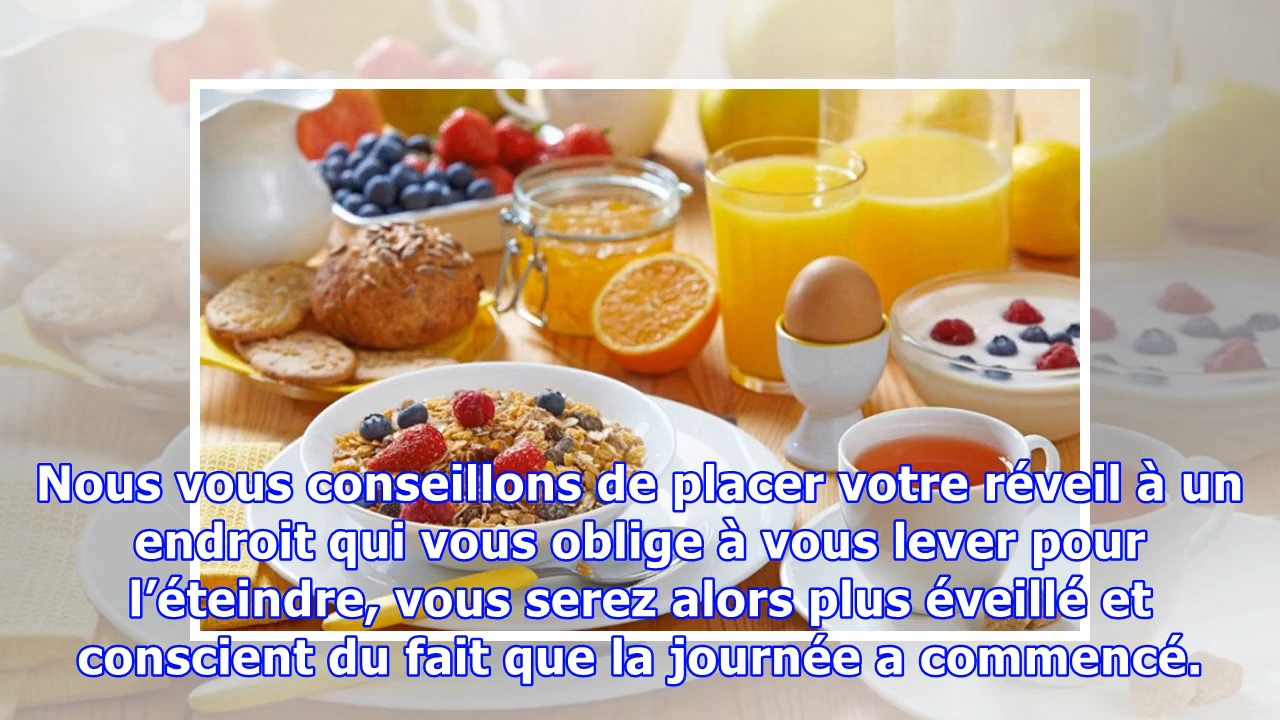 Nous vous conseillons de placer votre réveil à un
endroit qui vous oblige à vous lever pour
l’éteindre, vous serez alors plus éveillé et
conscient du fait que la journée a commencé.